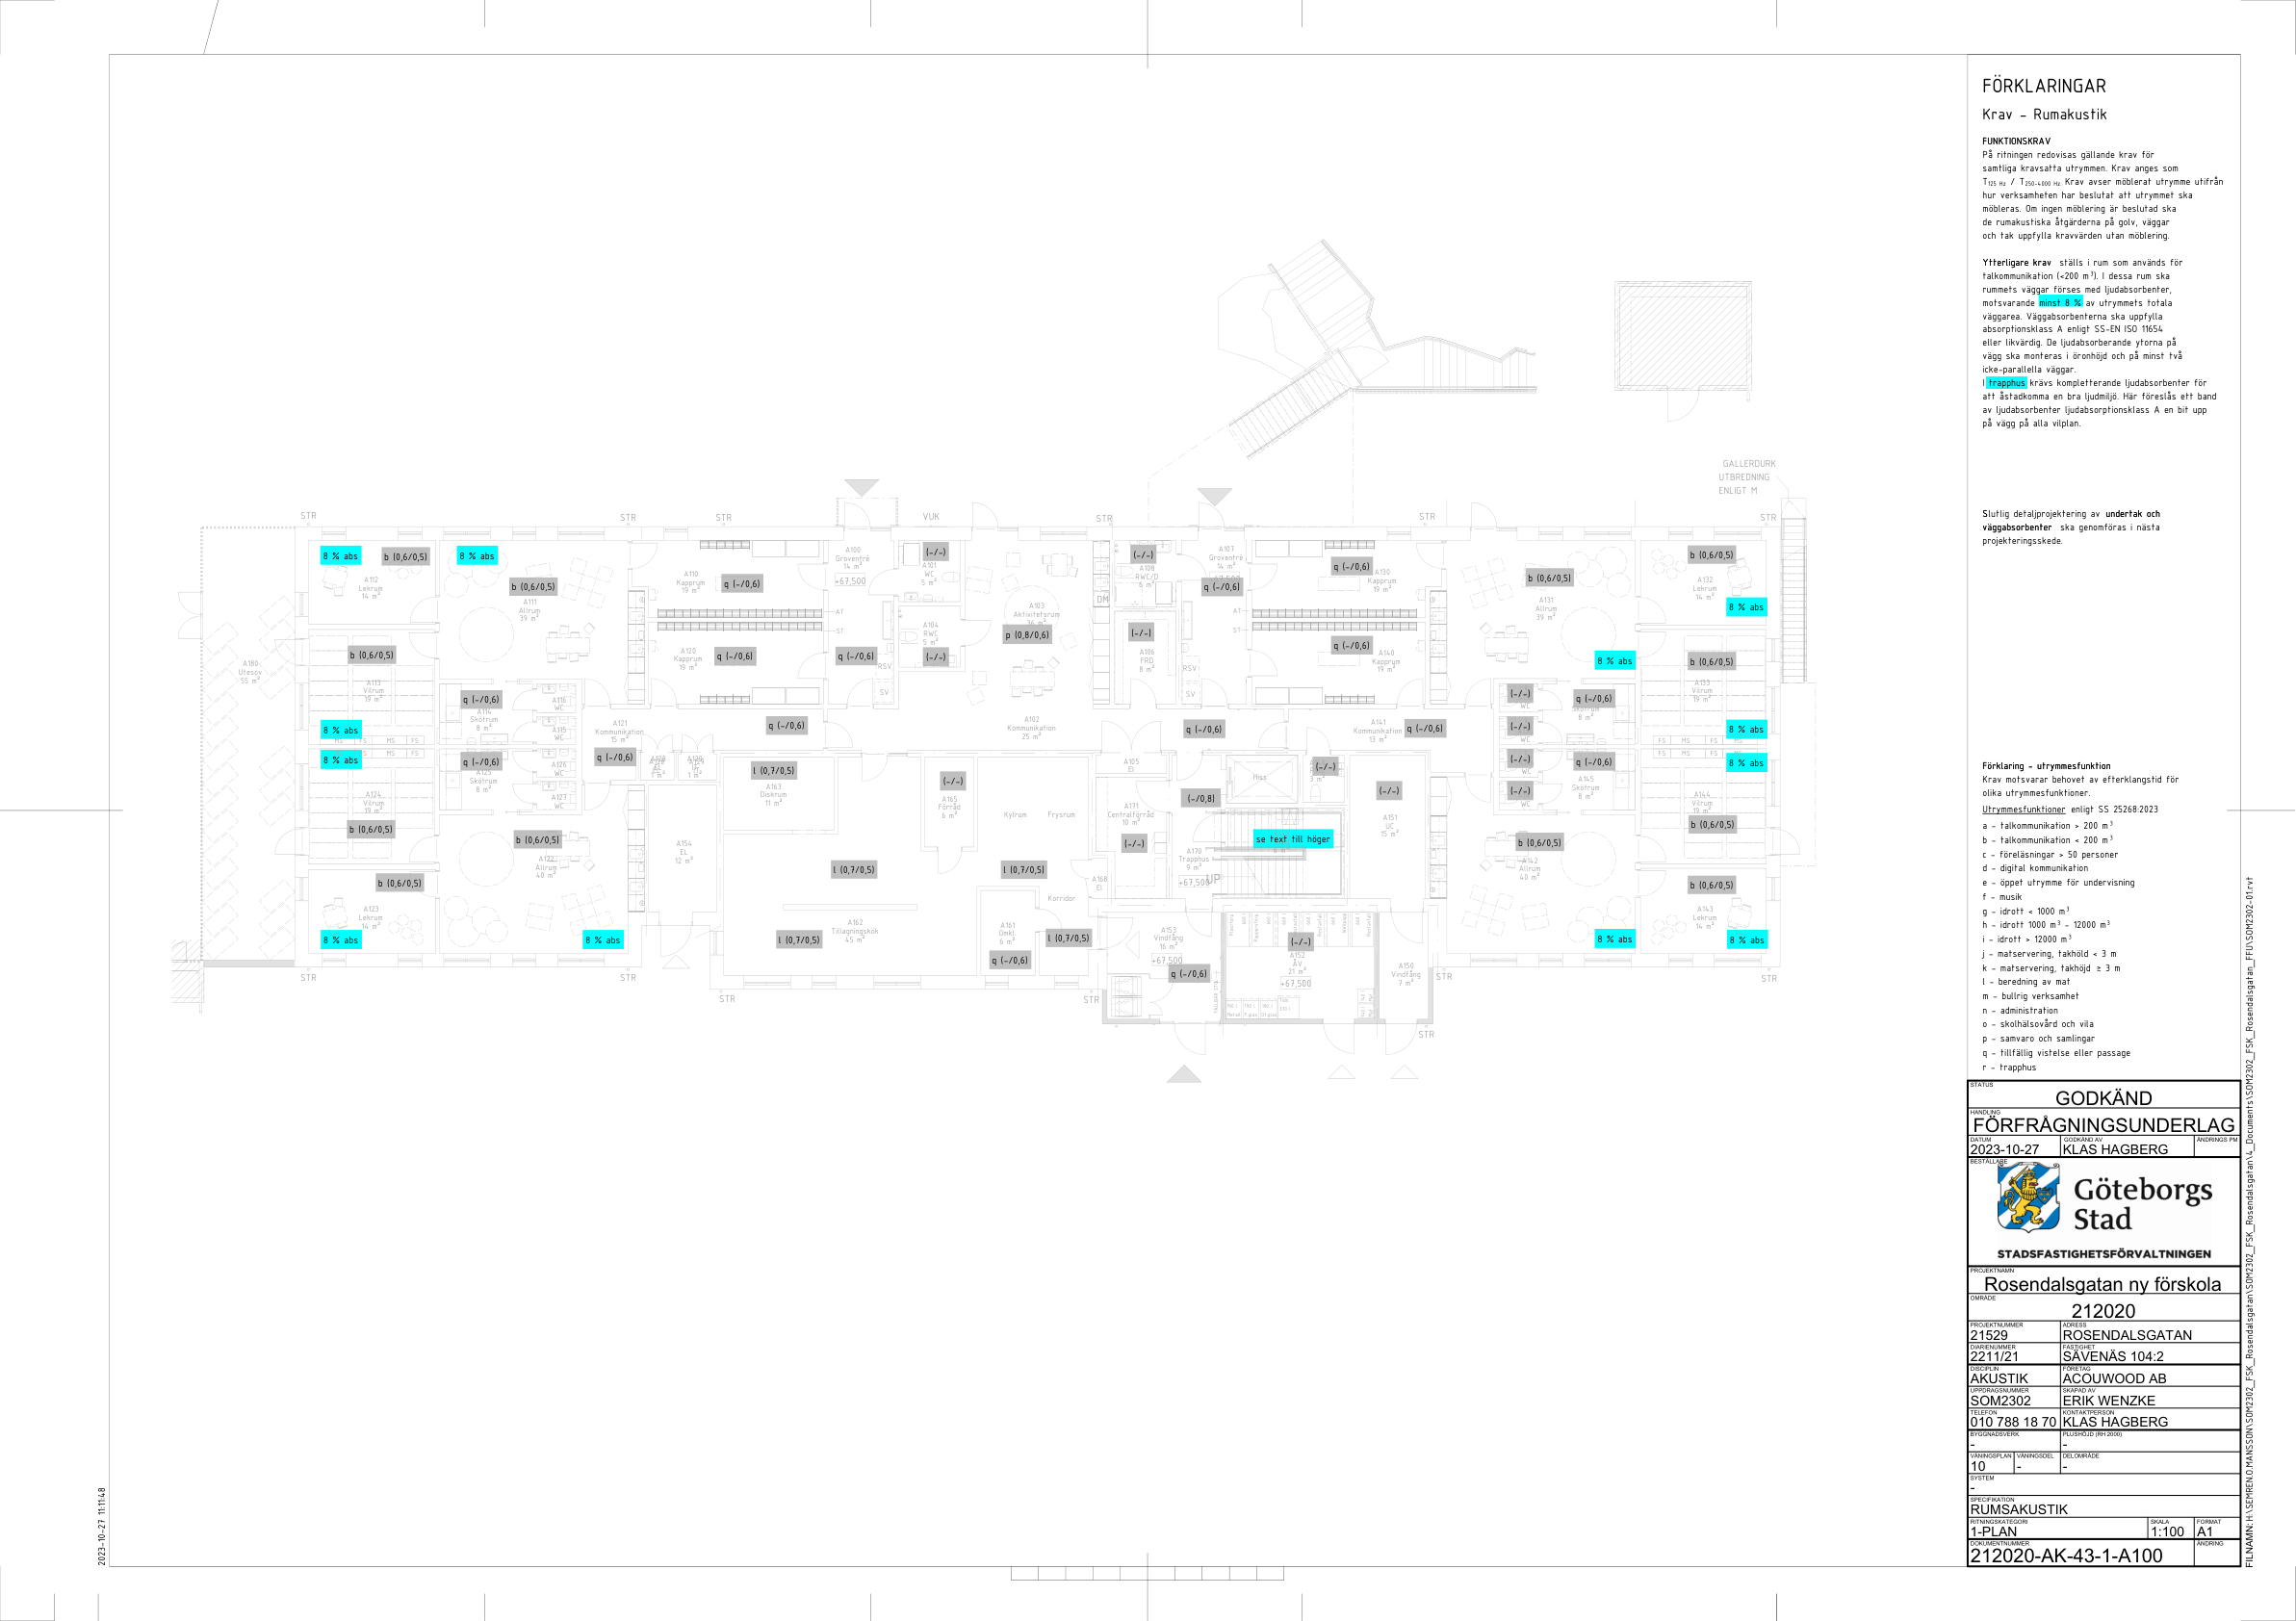 FÖRKLARINGAR
Krav - Rumakustik
FUNKTIONSKRAV
På ritningen redovisas gällande krav för
samtliga kravsatta utrymmen. Krav anges som
T125 Hz / T250-4000 Hz. Krav avser möblerat utrymme utifrån
hur verksamheten har beslutat att utrymmet ska
möbleras. Om ingen möblering är beslutad ska
de rumakustiska åtgärderna på golv, väggar
och tak uppfylla kravvärden utan möblering.
Ytterligare krav ställs i rum som används för
talkommunikation (<200 m³). I dessa rum ska
rummets väggar förses med ljudabsorbenter,
motsvarande minst 8 % av utrymmets totala
väggarea. Väggabsorbenterna ska uppfylla
absorptionsklass A enligt SS-EN ISO 11654
eller likvärdig. De ljudabsorberande ytorna på
vägg ska monteras i öronhöjd och på minst två
icke-parallella väggar.
I trapphus krävs kompletterande ljudabsorbenter för
att åstadkomma en bra ljudmiljö. Här föreslås ett band
av ljudabsorbenter ljudabsorptionsklass A en bit upp
på vägg på alla vilplan.
Slutlig detaljprojektering av undertak och
väggabsorbenter ska genomföras i nästa
projekteringsskede.
Förklaring - utrymmesfunktion
Krav motsvarar behovet av efterklangstid för
olika utrymmesfunktioner.
Utrymmesfunktioner enligt SS 25268:2023
a - talkommunikation > 200 m³
b - talkommunikation < 200 m³
c - föreläsningar > 50 personer
d - digital kommunikation
e - öppet utrymme för undervisning
f - musik
g - idrott < 1000 m³
h - idrott 1000 m³ - 12000 m³
i - idrott > 12000 m³
j - matservering, takhöld < 3 m
k - matservering, takhöjd ≥ 3 m
l - beredning av mat
m - bullrig verksamhet
n - administration
o - skolhälsovård och vila
p - samvaro och samlingar
q - tillfällig vistelse eller passage
r - trapphus
GALLERDURK
UTBREDNING
ENLIGT M
STR STR STR VUK STR STR STR
8 % abs b (0,6/0,5) 8 % abs
A112
Lekrum
14 m²
b (0,6/0,5)
A111
Allrum
39 m²
A110
Kapprum
19 m²
q (-/0,6)
A100
Groventré
14 m²
+67,500
(-/-)
A101
WC
5 m²
A103
Aktivitetsrum
36 m²
p (0,8/0,6)
DM
(-/-)
A108
RWC/D
6 m²
A107
Groventré
14 m²
q (-/0,6)
q (-/0,6)
A130
Kapprum
19 m²
b (0,6/0,5)
A131
Allrum
39 m²
8 % abs
b (0,6/0,5)
A132
Lekrum
14 m²
8 % abs
AT
ST
AT
ST
A180
Utesov
55 m²
b (0,6/0,5)
A113
Vilrum
19 m²
8 % abs
MS FS MS FS
A120
Kapprum
19 m²
q (-/0,6)
q (-/0,6)
RSV
SV
A104
RWC
5 m²
(-/-)
(-/-)
A106
FRD
8 m²
RSV
SV
q (-/0,6)
A140
Kapprum
19 m²
b (0,6/0,5)
A133
Vilrum
19 m²
8 % abs
FS MS FS MS
q (-/0,6)
A114
Skötrum
8 m²
A116
WC
A115
WC
A121
Kommunikation
15 m²
q (-/0,6)
q (-/0,6)
A102
Kommunikation
25 m²
q (-/0,6)
A141
Kommunikation
13 m²
q (-/0,6)
(-/-)
WC
(-/-)
q (-/0,6)
Skötrum
8 m²
8 % abs
FS MS FS
A124
Vilrum
19 m²
b (0,6/0,5)
q (-/0,6)
A125
Skötrum
8 m²
A126
WC
A127
WC
l (0,7/0,5)
A163
Diskrum
11 m²
(-/-)
A165
Förråd
6 m²
Kylrum Frysrum
A105
El
A171
Centralförråd
10 m²
(-/-)
(-/0,8)
Hiss
(-/-)
3 m²
(-/-)
A151
UC
15 m²
(-/-)
WC
(-/-)
WC
q (-/0,6)
A145
Skötrum
8 m²
8 % abs
FS MS FS
A144
Vilrum
19 m²
b (0,6/0,5)
b (0,6/0,5)
A122
Allrum
40 m²
A154
EL
12 m²
l (0,7/0,5) l (0,7/0,5)
A168
El
A170
Trapphus
9 m²
+67,500
UP
se text till höger
b (0,6/0,5)
A142
Allrum
40 m²
b (0,6/0,5)
A123
Lekrum
14 m²
8 % abs
8 % abs
l (0,7/0,5)
A162
Tillagningskök
45 m²
A161
Omkl
6 m²
q (-/0,6)
Korridor
l (0,7/0,5)
A153
Vindfång
16 m²
+67,500
q (-/0,6)
(-/-)
A152
ÅV
21 m²
+67,500
A150
Vindfång
7 m²
8 % abs
b (0,6/0,5)
A143
Lekrum
14 m²
8 % abs
STR STR STR STR STR STR
STR
STATUS
GODKÄND
HANDLING
FÖRFRÅGNINGSUNDERLAG
DATUM GODKÄND AV ÄNDRINGS PM
2023-10-27 KLAS HAGBERG
BESTÄLLARE
Göteborgs
Stad
STADSFASTIGHETSFÖRVALTNINGEN
PROJEKTNAMN
Rosendalsgatan ny förskola
OMRÅDE
212020
PROJEKTNUMMER ADRESS
21529 ROSENDALSGATAN
DIARIENUMMER FASTIGHET
2211/21 SÄVENÄS 104:2
DISCIPLIN FÖRETAG
AKUSTIK ACOUWOOD AB
UPPDRAGSNUMMER SKAPAD AV
SOM2302 ERIK WENZKE
TELEFON KONTAKTPERSON
010 788 18 70 KLAS HAGBERG
BYGGNADSVERK PLUSHÖJD (RH 2000)
- -
VÅNINGSPLAN VÅNINGSDEL DELOMRÅDE
10 - -
SYSTEM
-
SPECIFIKATION
RUMSAKUSTIK
RITNINGSKATEGORI SKALA FORMAT
1-PLAN 1:100 A1
DOKUMENTNUMMER ÄNDRING
212020-AK-43-1-A100
2023-10-27 11:11:48
FILNAMN: H:\SEMREN.O.MANSSON\SOM2302_FSK_Rosendalsgatan\SOM2302_FSK_Rosendalsgatan\4_Documents\SOM2302_FSK_Rosendalsgatan_FFU\SOM2302-01.rvt